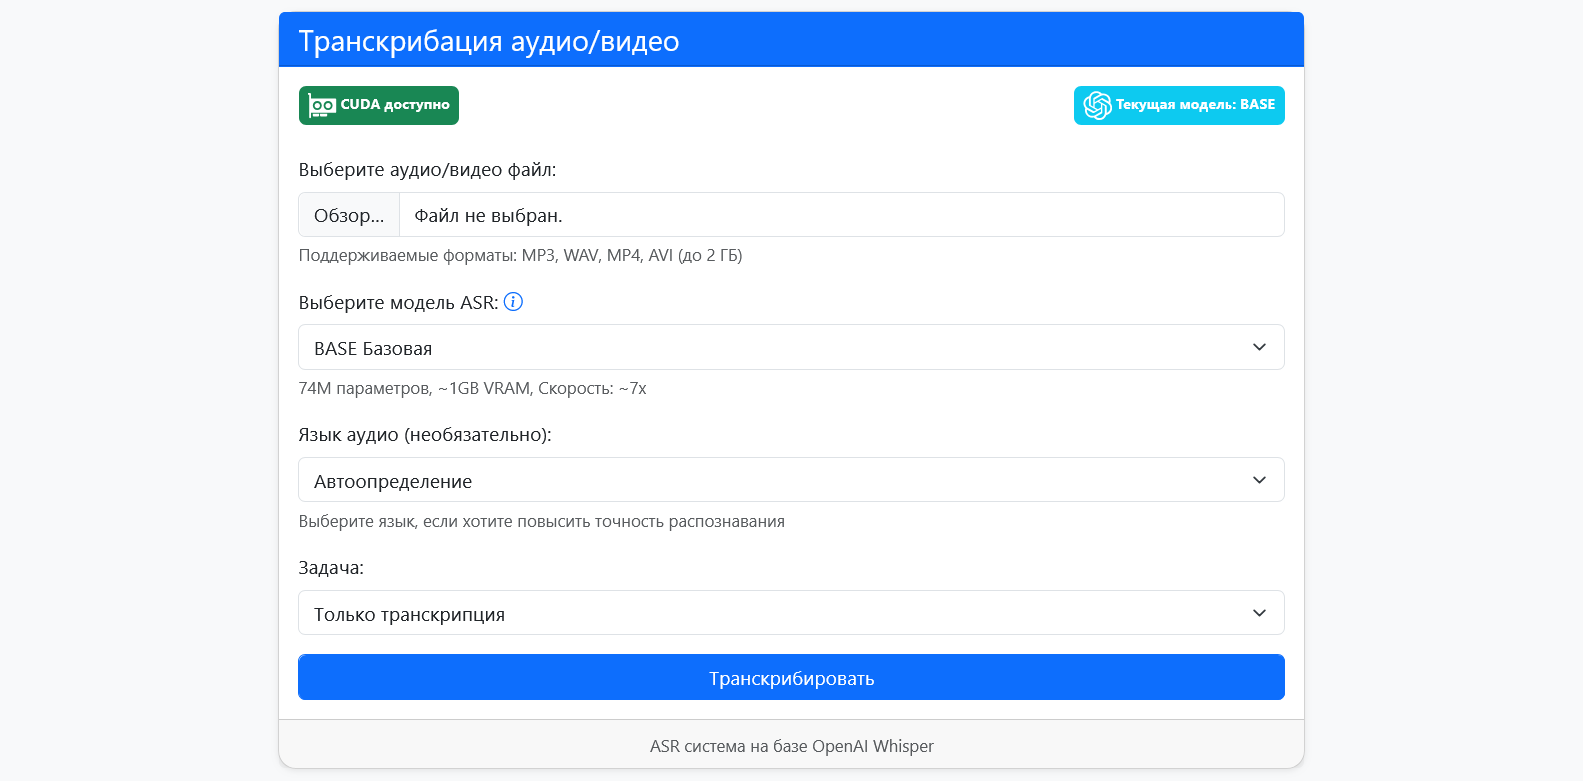 Транскрибация аудио/видео
CUDA доступно
Текущая модель: BASE
Выберите аудио/видео файл:
Обзор... Файл не выбран.
Поддерживаемые форматы: MP3, WAV, MP4, AVI (до 2 ГБ)
Выберите модель ASR:
BASE Базовая
74M параметров, ~1GB VRAM, Скорость: ~7x
Язык аудио (необязательно):
Автоопределение
Выберите язык, если хотите повысить точность распознавания
Задача:
Только транскрипция
Транскрибировать
ASR система на базе OpenAI Whisper